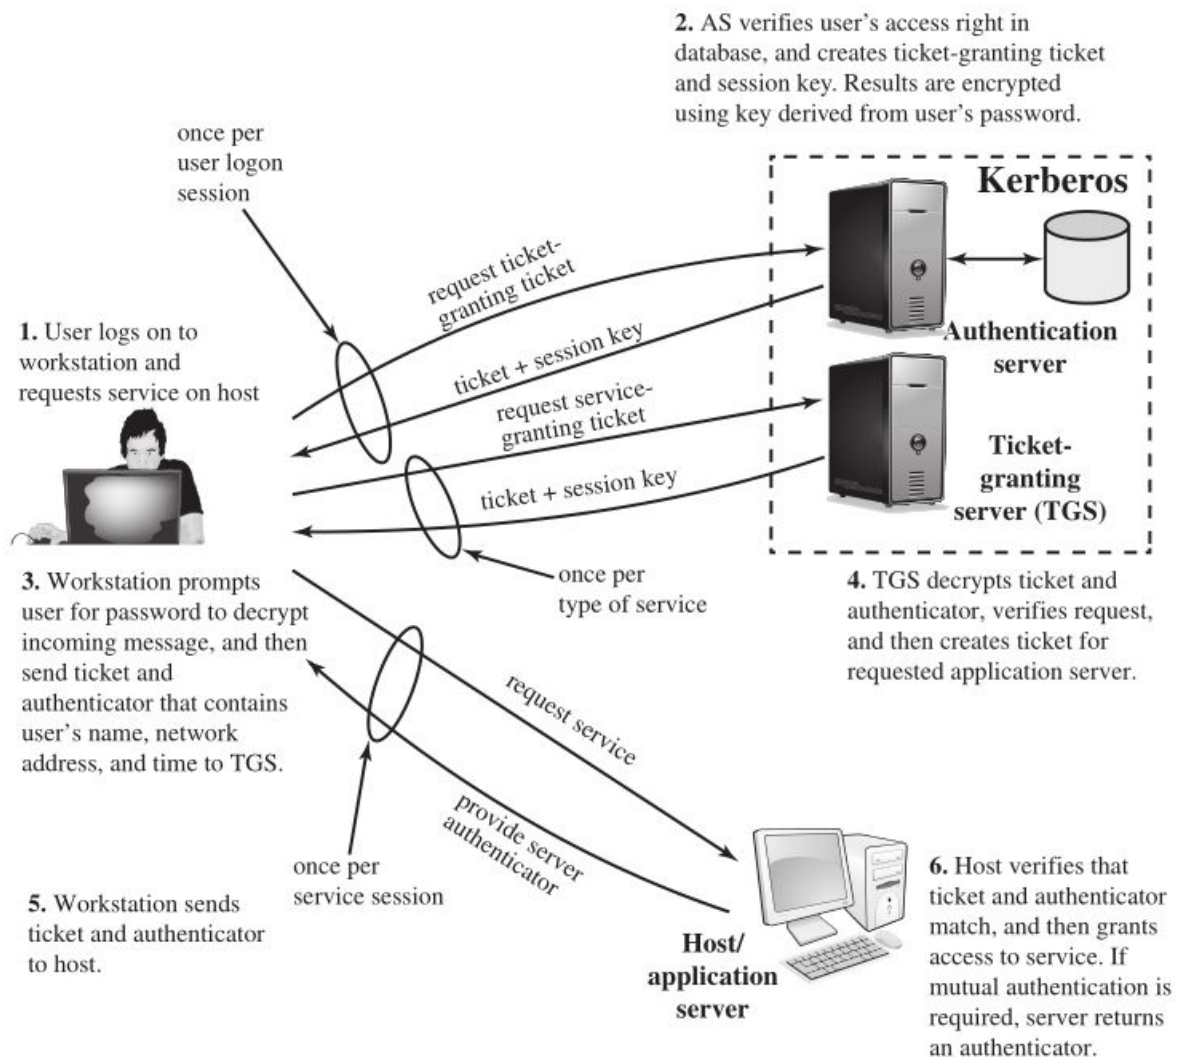 2. AS verifies user's access right in
database, and creates ticket-granting ticket
and session key. Results are encrypted
using key derived from user's password.
once per
user logon
session
Kerberos
request ticket-
granting ticket
1. User logs on to
workstation and
requests service on host
ticket + session key
Authentication
server
request service-
granting ticket
ticket + session key
Ticket-
granting
server (TGS)
once per
type of service
3. Workstation prompts
user for password to decrypt
incoming message, and then
send ticket and
authenticator that contains
user's name, network
address, and time to TGS.
4. TGS decrypts ticket and
authenticator, verifies request,
and then creates ticket for
requested application server.
request service
provide server
authenticator
once per
service session
5. Workstation sends
ticket and authenticator
to host.
Host/
application
server
6. Host verifies that
ticket and authenticator
match, and then grants
access to service. If
mutual authentication is
required, server returns
an authenticator.